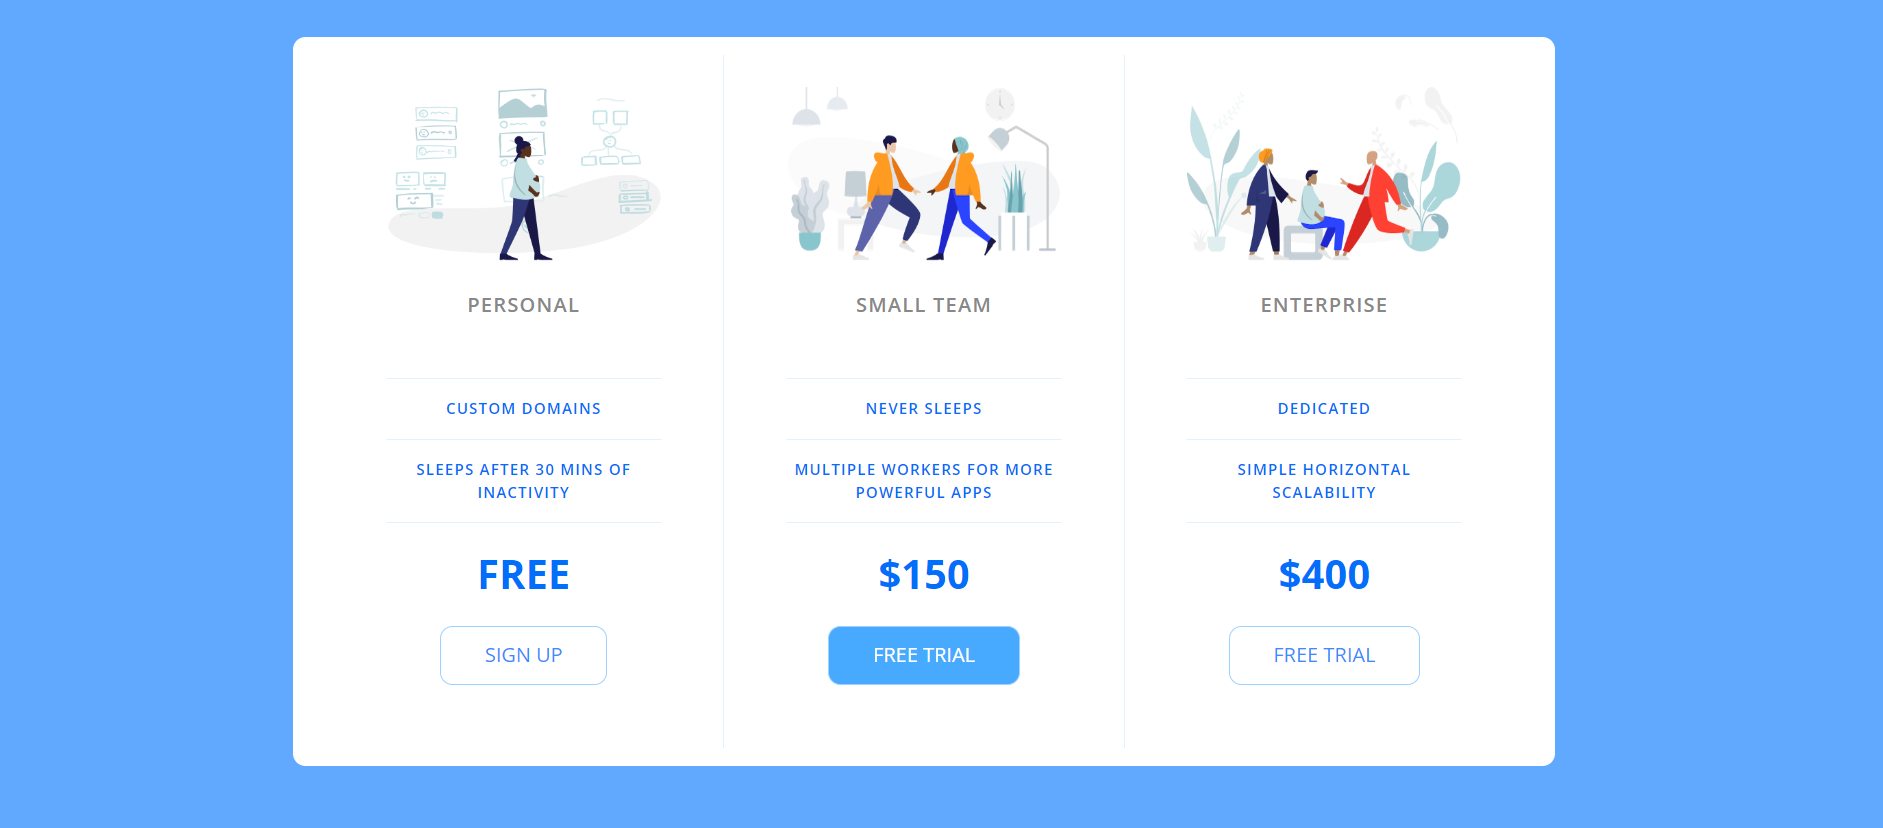 PERSONAL
CUSTOM DOMAINS
SLEEPS AFTER 30 MINS OF
INACTIVITY
FREE
SIGN UP
SMALL TEAM
NEVER SLEEPS
MULTIPLE WORKERS FOR MORE
POWERFUL APPS
$150
FREE TRIAL
ENTERPRISE
DEDICATED
SIMPLE HORIZONTAL
SCALABILITY
$400
FREE TRIAL